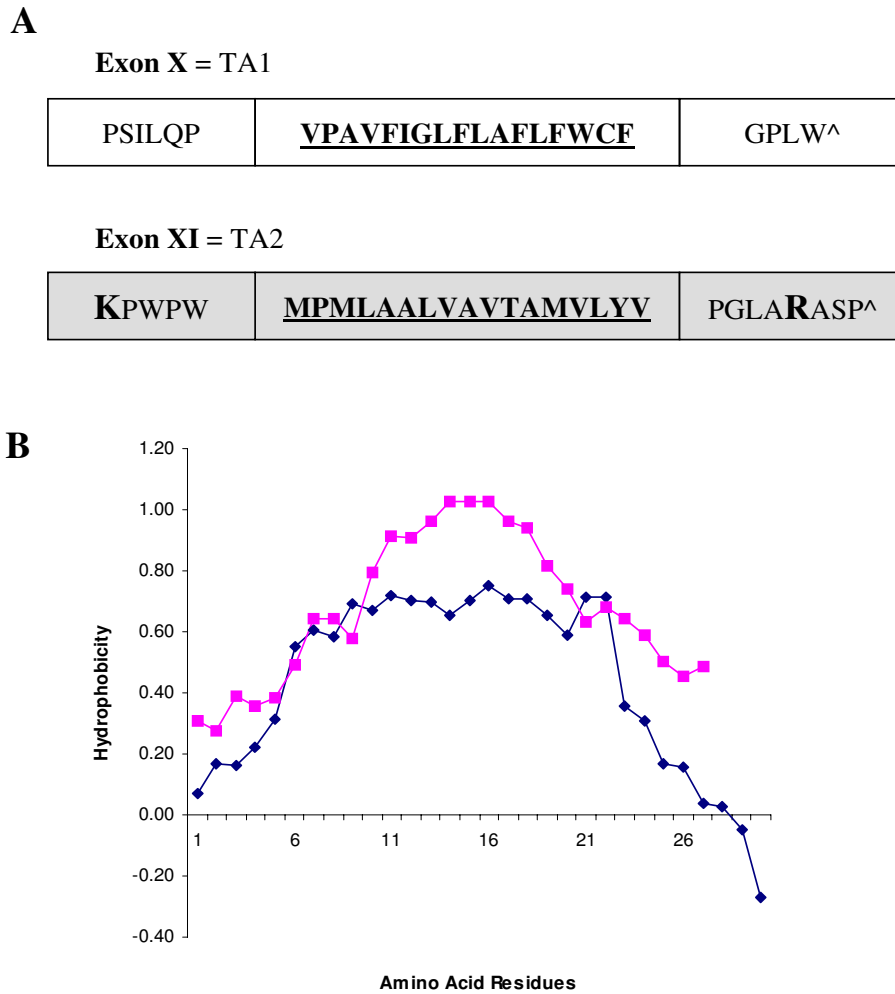 A
Exon X = TA1
PSILQP VPAVFIGLFLAFLFWCF GPLW^
Exon XI = TA2
KPWPW MPMLAALVAVTAMVLYV PGLARASP^
B
1.20
1.00
0.80
0.60
0.40
0.20
0.00
-0.20
-0.40
Hydrophobicity
1 6 11 16 21 26
Amino Acid Residues